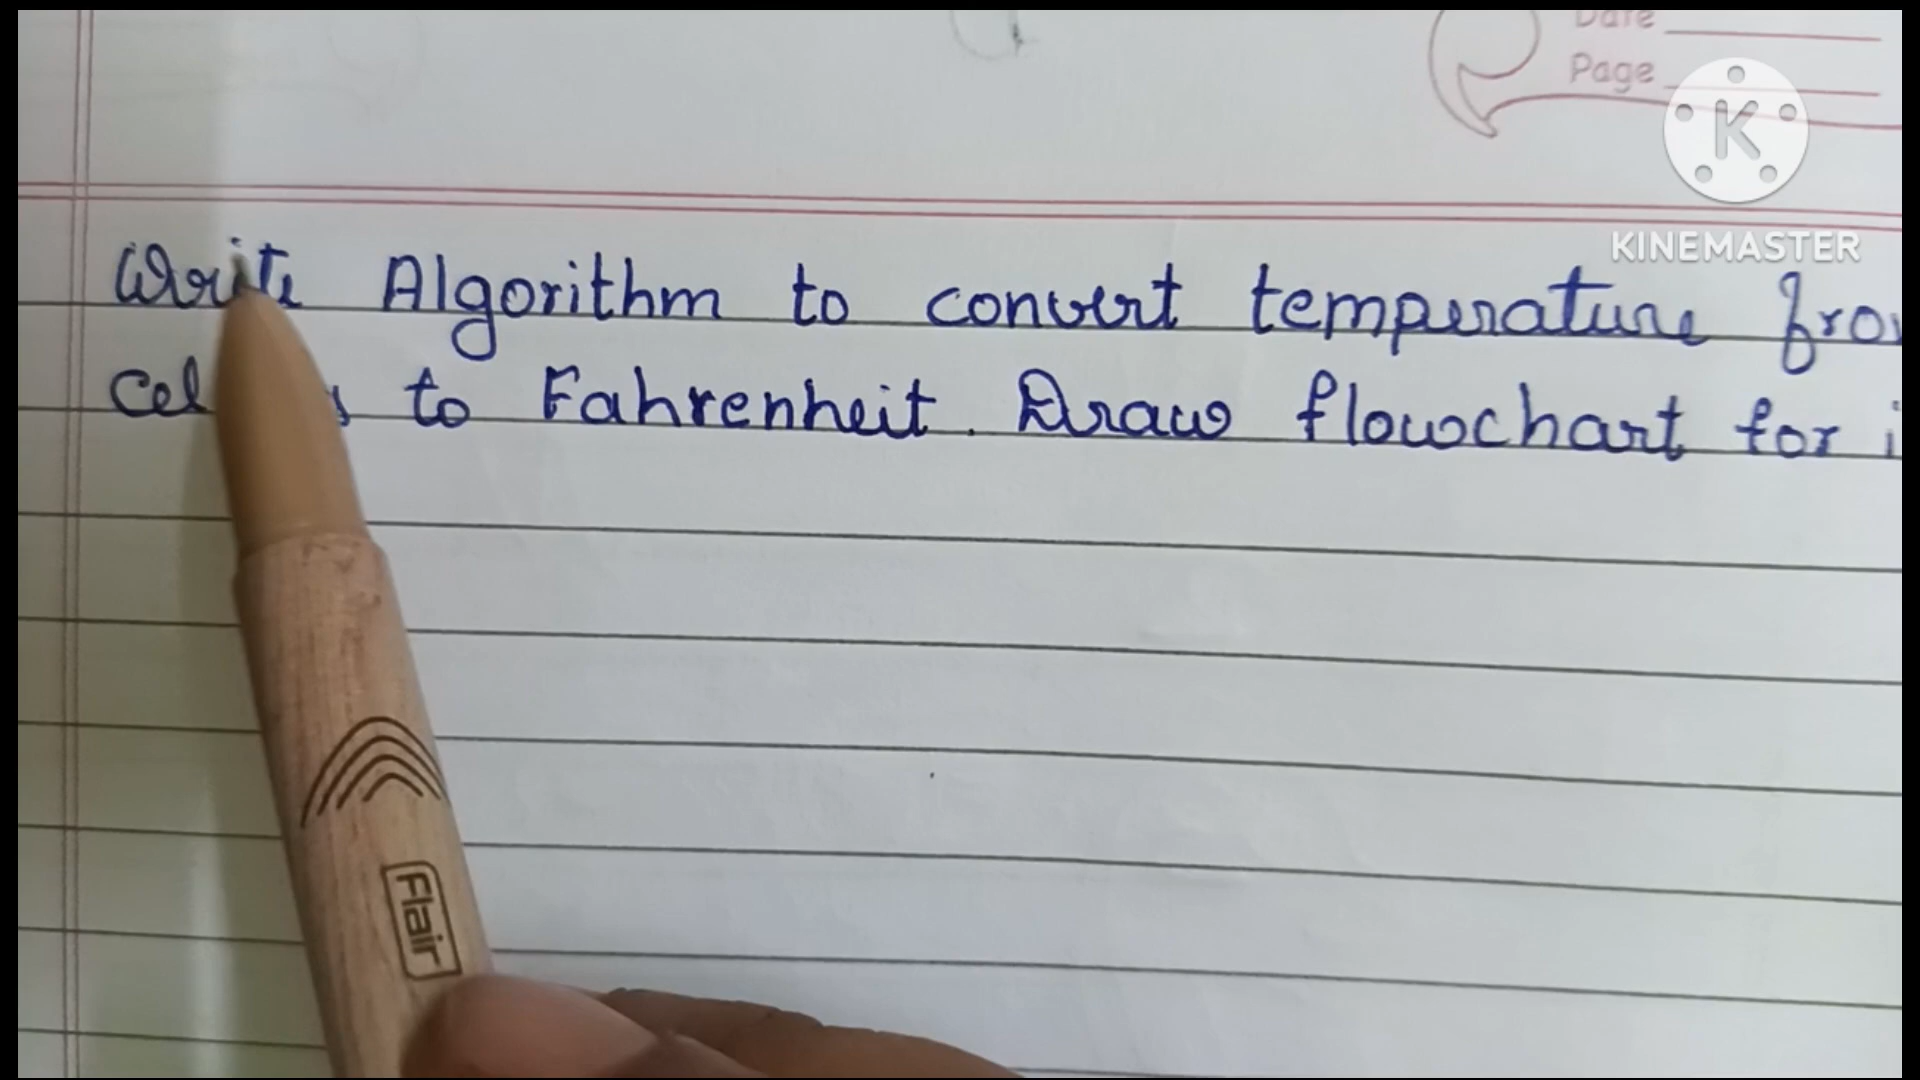 Date
Page
KINEMASTER
Write Algorithm to convert temperature
to Fahrenheit. Draw flowchart for
Flair